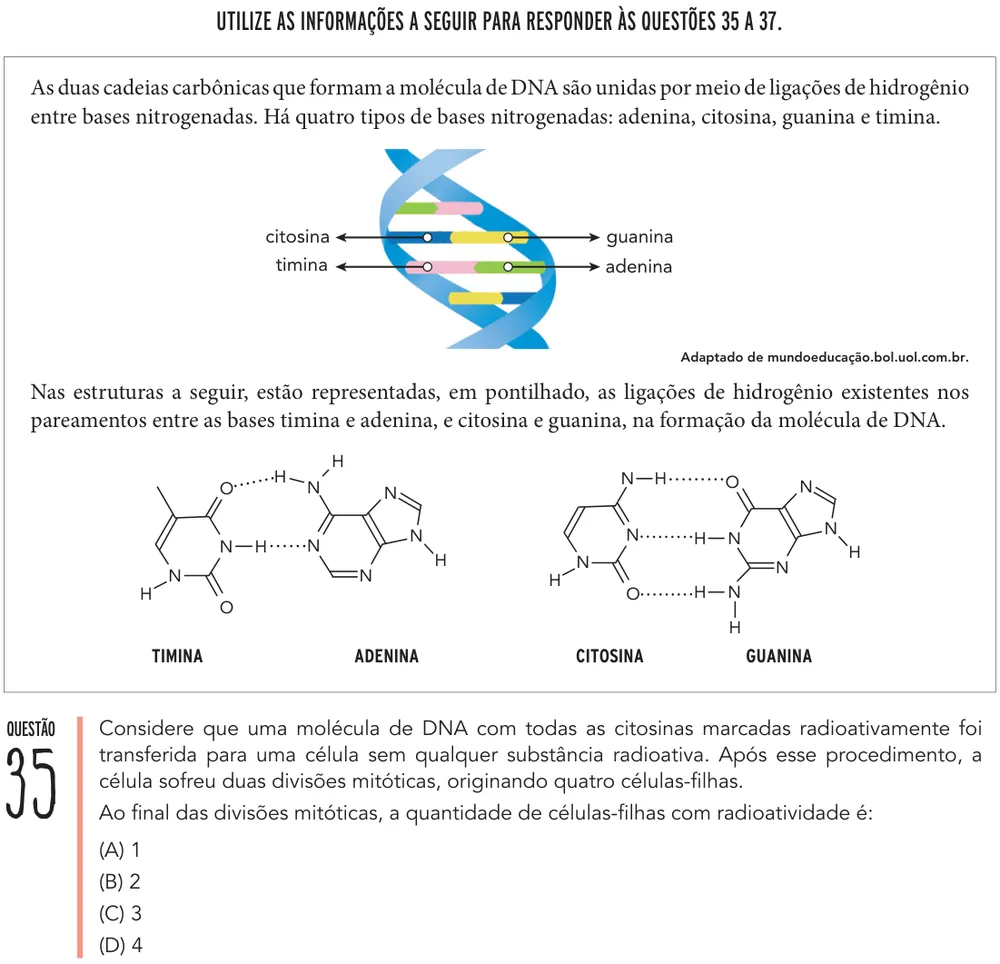 UTILIZE AS INFORMAÇÕES A SEGUIR PARA RESPONDER ÀS QUESTÕES 35 A 37.
As duas cadeias carbônicas que formam a molécula de DNA são unidas por meio de ligações de hidrogênio
entre bases nitrogenadas. Há quatro tipos de bases nitrogenadas: adenina, citosina, guanina e timina.
citosina guanina
timina adenina
Adaptado de mundoeducação.bol.uol.com.br.
Nas estruturas a seguir, estão representadas, em pontilhado, as ligações de hidrogênio existentes nos
pareamentos entre as bases timina e adenina, e citosina e guanina, na formação da molécula de DNA.
H
O H N N N H O N
N H N N H N H N N H
H N N H N N
O O H N
H
TIMINA ADENINA CITOSINA GUANINA
QUESTÃO
35
Considere que uma molécula de DNA com todas as citosinas marcadas radioativamente foi
transferida para uma célula sem qualquer substância radioativa. Após esse procedimento, a
célula sofreu duas divisões mitóticas, originando quatro células-filhas.
Ao final das divisões mitóticas, a quantidade de células-filhas com radioatividade é:
(A) 1
(B) 2
(C) 3
(D) 4